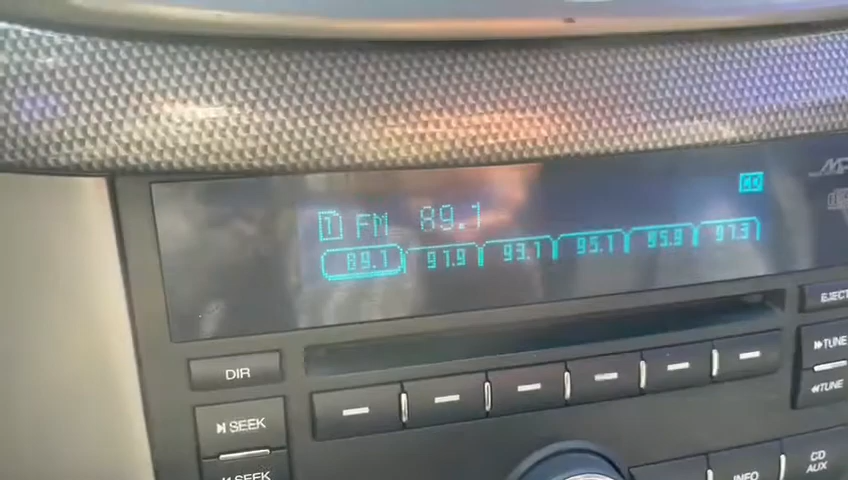 1 FM 89.1 CD
89.1 91.9 93.1 95.1 95.9 97.3
EJECT
DIR
TUNE
TUNE
SEEK
SEEK
INFO
CD
AUX